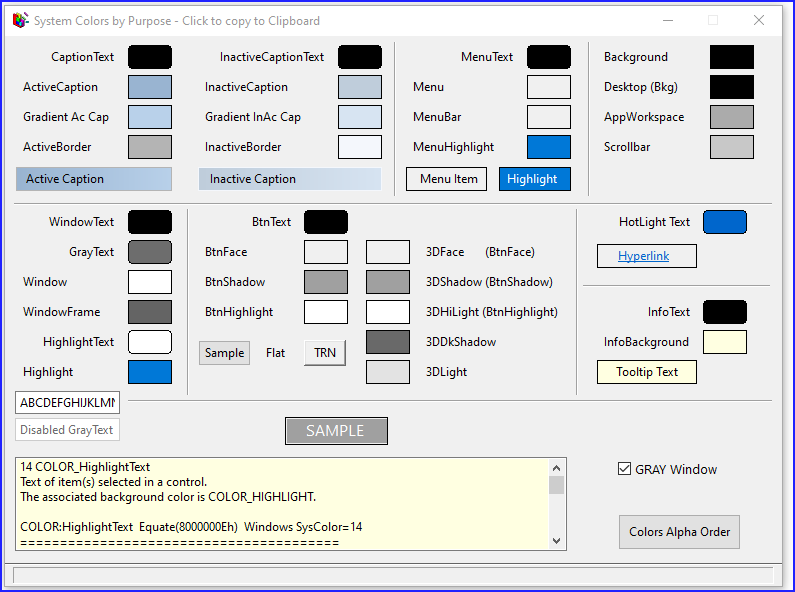 System Colors by Purpose - Click to copy to Clipboard
CaptionText
InactiveCaptionText
MenuText
Background
ActiveCaption
InactiveCaption
Menu
Desktop (Bkg)
Gradient Ac Cap
Gradient InAc Cap
MenuBar
AppWorkspace
ActiveBorder
InactiveBorder
MenuHighlight
Scrollbar
Active Caption
Inactive Caption
Menu Item
Highlight
WindowText
BtnText
HotLight Text
GrayText
BtnFace
3DFace (BtnFace)
Hyperlink
Window
BtnShadow
3DShadow (BtnShadow)
WindowFrame
BtnHighlight
3DHiLight (BtnHighlight)
InfoText
HighlightText
Sample
Flat
TRN
3DDkShadow
InfoBackground
Highlight
3DLight
Tooltip Text
ABCDEFGHIJKLM
Disabled GrayText
SAMPLE
14 COLOR_HighlightText
Text of item(s) selected in a control.
The associated background color is COLOR_HIGHLIGHT.
COLOR:HighlightText Equate(8000000Eh) Windows SysColor=14
========================================
GRAY Window
Colors Alpha Order